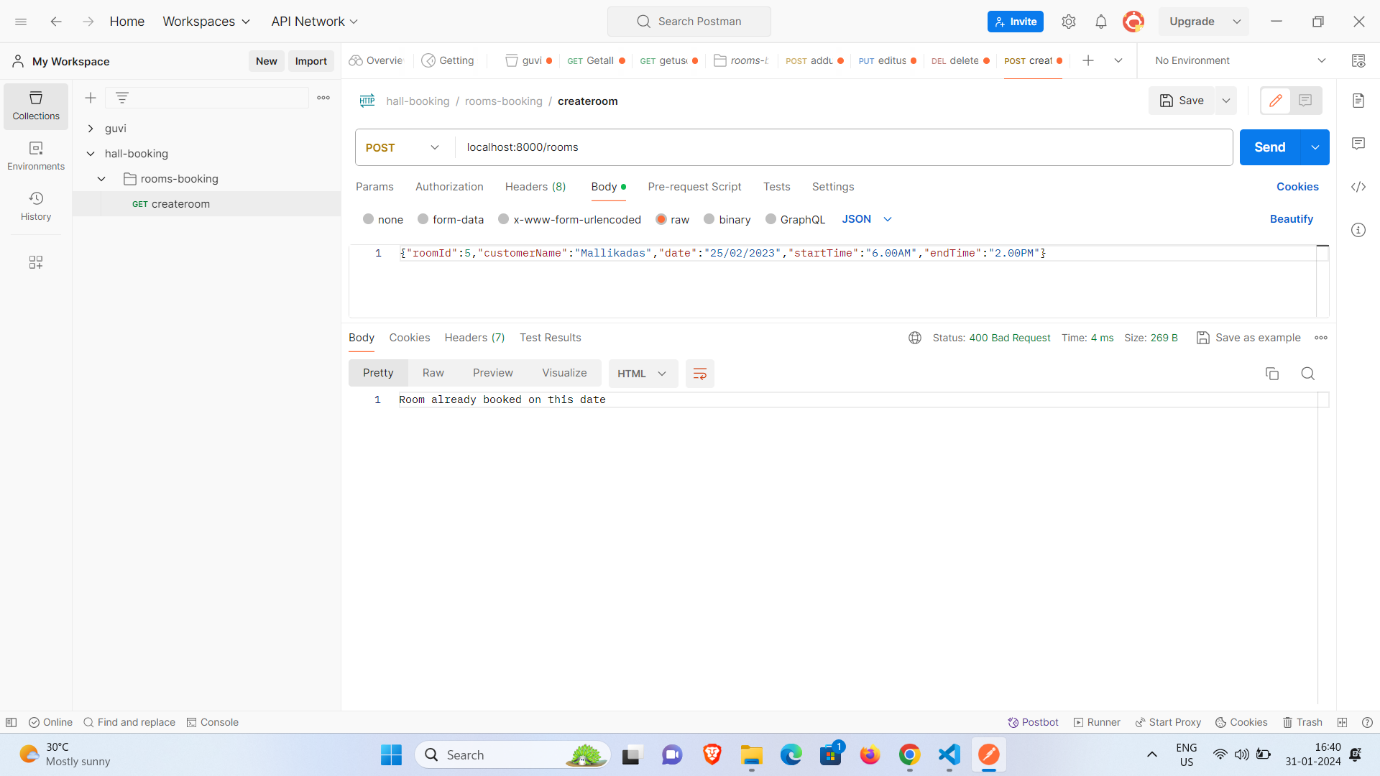 Home Workspaces API Network Search Postman Invite Upgrade
My Workspace New Import Overvie Getting guvi GET Getall GET getuse rooms-b POST addu PUT editus DEL delete POST creat No Environment
Collections
Environments
History
guvi
hall-booking
rooms-booking
GET createroom
HTTP hall-booking / rooms-booking / createroom Save
POST localhost:8000/rooms Send
Params Authorization Headers (8) Body Pre-request Script Tests Settings Cookies
none form-data x-www-form-urlencoded raw binary GraphQL JSON Beautify
1 {"roomId":5,"customerName":"Mallikadas","date":"25/02/2023","startTime":"6.00AM","endTime":"2.00PM"}
Body Cookies Headers (7) Test Results Status: 400 Bad Request Time: 4 ms Size: 269 B Save as example
Pretty Raw Preview Visualize HTML
1 Room already booked on this date
Online Find and replace Console Postbot Runner Start Proxy Cookies Trash
30°C
Mostly sunny
Search
1
ENG
US
16:40
31-01-2024